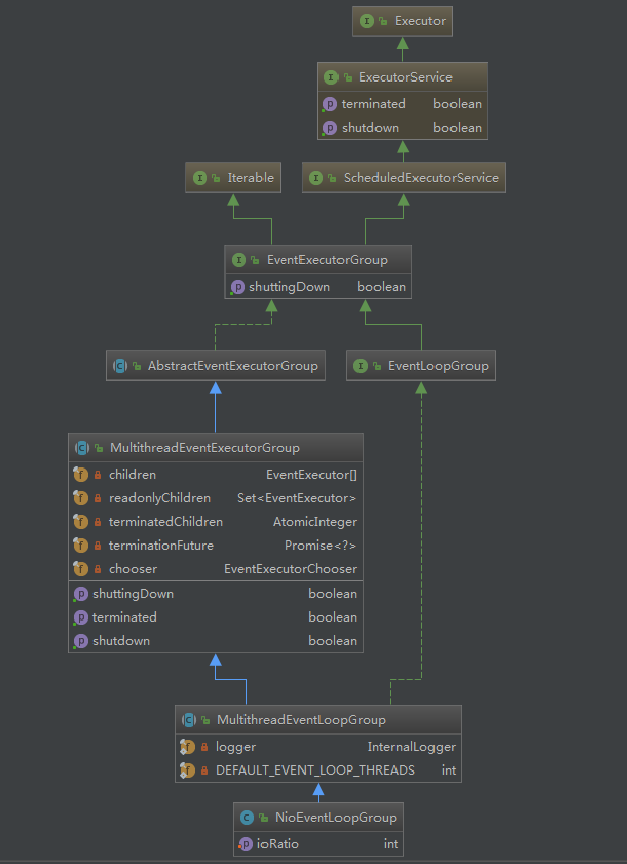 Executor
ExecutorService
terminated boolean
shutdown boolean
Iterable
ScheduledExecutorService
EventExecutorGroup
shuttingDown boolean
AbstractEventExecutorGroup
EventLoopGroup
MultithreadEventExecutorGroup
children EventExecutor[]
readonlyChildren Set<EventExecutor>
terminatedChildren AtomicInteger
terminationFuture Promise<?>
chooser EventExecutorChooser
shuttingDown boolean
terminated boolean
shutdown boolean
MultithreadEventLoopGroup
logger InternalLogger
DEFAULT_EVENT_LOOP_THREADS int
NioEventLoopGroup
ioRatio int